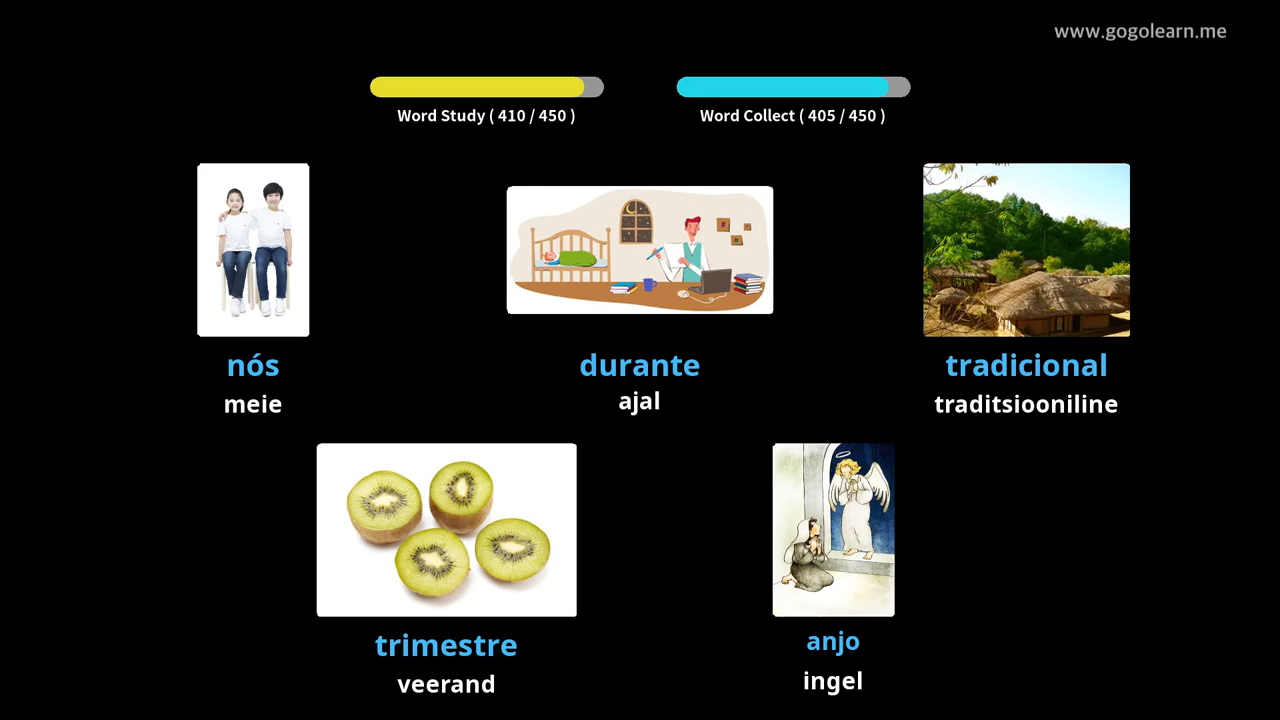 www.gogolearn.me
Word Study ( 410 / 450 )
Word Collect ( 405 / 450 )
nós
durante
tradicional
meie
ajal
traditsiooniline
trimestre
anjo
veerand
ingel